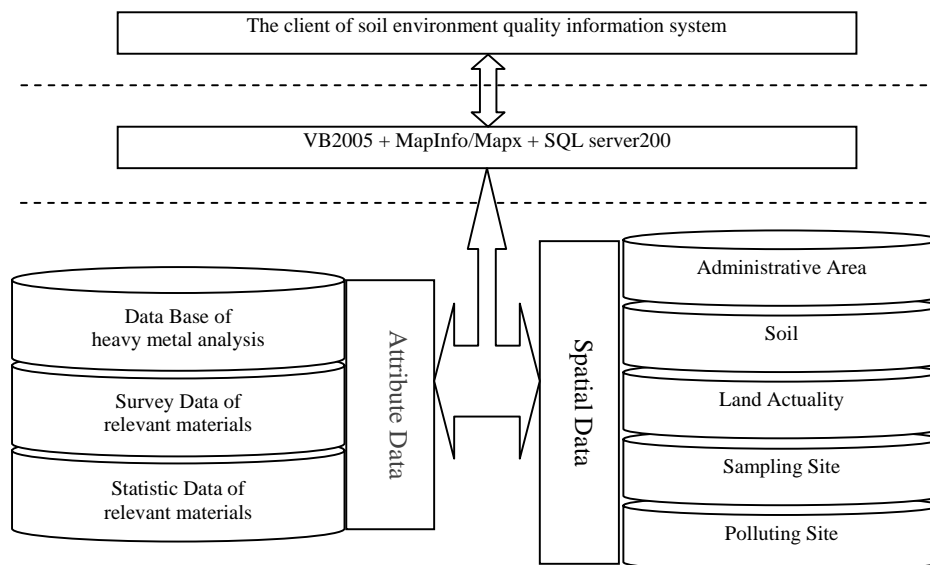 The client of soil environment quality information system
VB2005 + MapInfo/Mapx + SQL server200
Data Base of
heavy metal analysis
Survey Data of
relevant materials
Statistic Data of
relevant materials
Attribute Data
Spatial Data
Administrative Area
Soil
Land Actuality
Sampling Site
Polluting Site